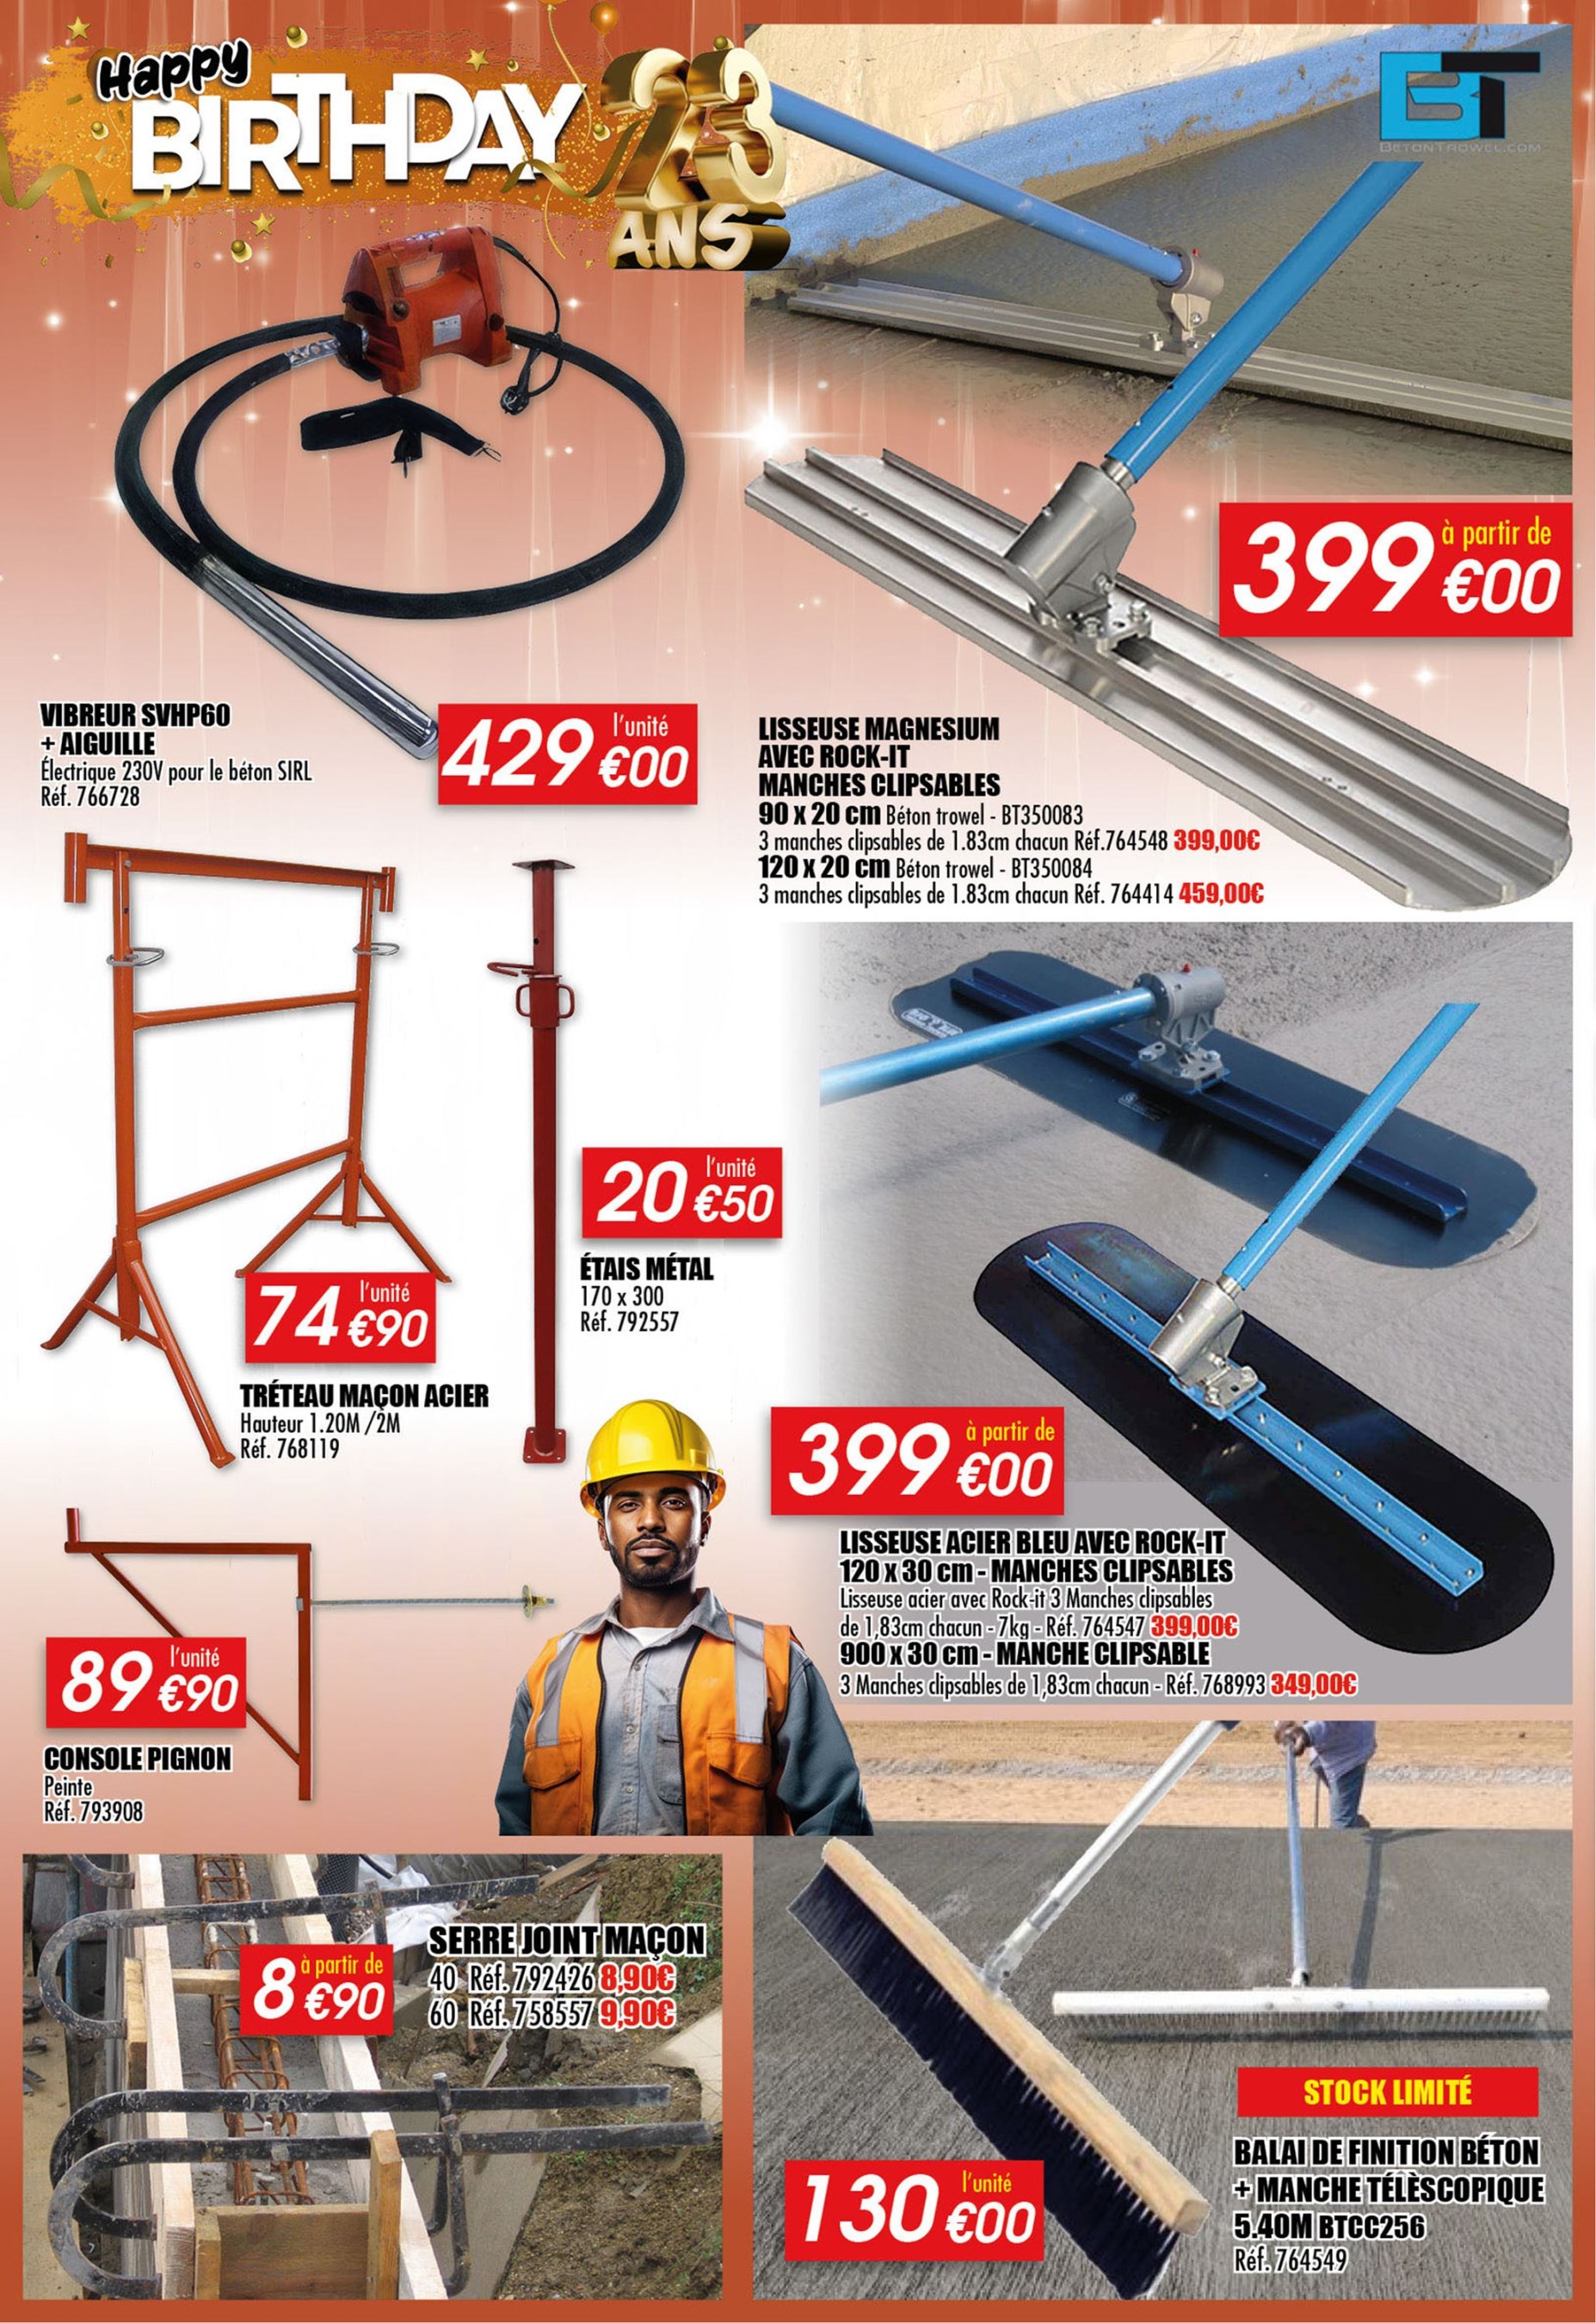 Happy
BIRTHDAY
23
ANS
BT
BETONTROWEL.COM
à partir de
399 €00
VIBREUR SVHP60
+ AIGUILLE
Électrique 230V pour le béton SIRL
Réf. 766728
l'unité
429 €00
LISSEUSE MAGNESIUM
AVEC ROCK-IT
MANCHES CLIPSABLES
90 x 20 cm Béton trowel - BT350083
3 manches clipsables de 1.83cm chacun Réf.764548 399,00€
120 x 20 cm Béton trowel - BT350084
3 manches clipsables de 1.83cm chacun Réf. 764414 459,00€
l'unité
20 €50
ÉTAIS MÉTAL
170 x 300
Réf. 792557
l'unité
74 €90
TRÉTEAU MAÇON ACIER
Hauteur 1.20M /2M
Réf. 768119
à partir de
399 €00
LISSEUSE ACIER BLEU AVEC ROCK-IT
120 x 30 cm - MANCHES CLIPSABLES
Lisseuse acier avec Rock-it 3 Manches clipsables
de 1,83cm chacun - 7kg - Réf. 764547 399,00€
900 x 30 cm - MANCHE CLIPSABLE
3 Manches clipsables de 1,83cm chacun - Réf. 768993 349,00€
l'unité
89 €90
CONSOLE PIGNON
Peinte
Réf. 793908
SERRE JOINT MAÇON
40 Réf. 792426 8,90€
60 Réf. 758557 9,90€
à partir de
8 €90
STOCK LIMITÉ
BALAI DE FINITION BÉTON
+ MANCHE TÉLÈSCOPIQUE
5.40M BTCC256
Réf. 764549
l'unité
130 €00